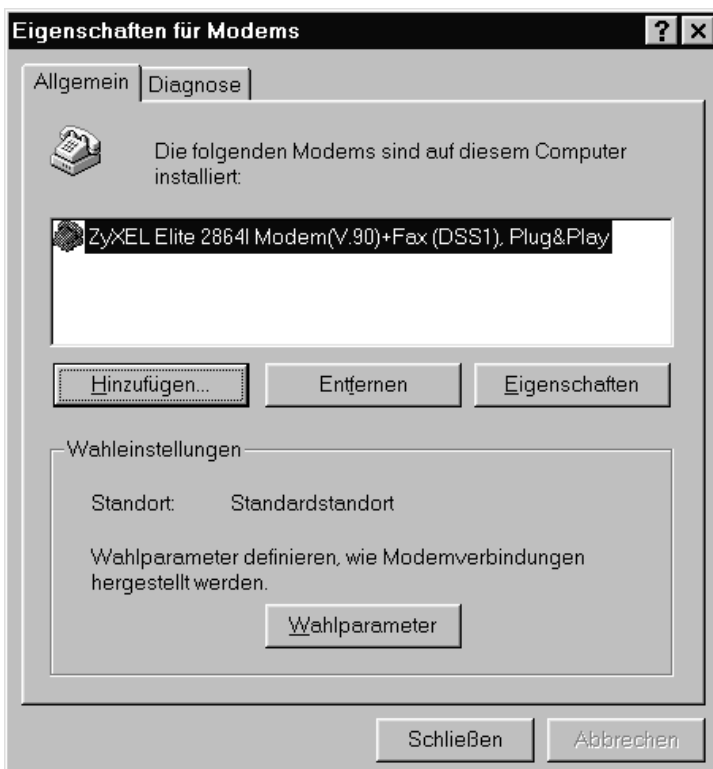 Eigenschaften für Modems
Allgemein
Diagnose
Die folgenden Modems sind auf diesem Computer
installiert:
ZyXEL Elite 2864I Modem(V.90)+Fax (DSS1), Plug&Play
Hinzufügen...
Entfernen
Eigenschaften
Wahleinstellungen
Standort: Standardstandort
Wahlparameter definieren, wie Modemverbindungen
hergestellt werden.
Wahlparameter
Schließen
Abbrechen